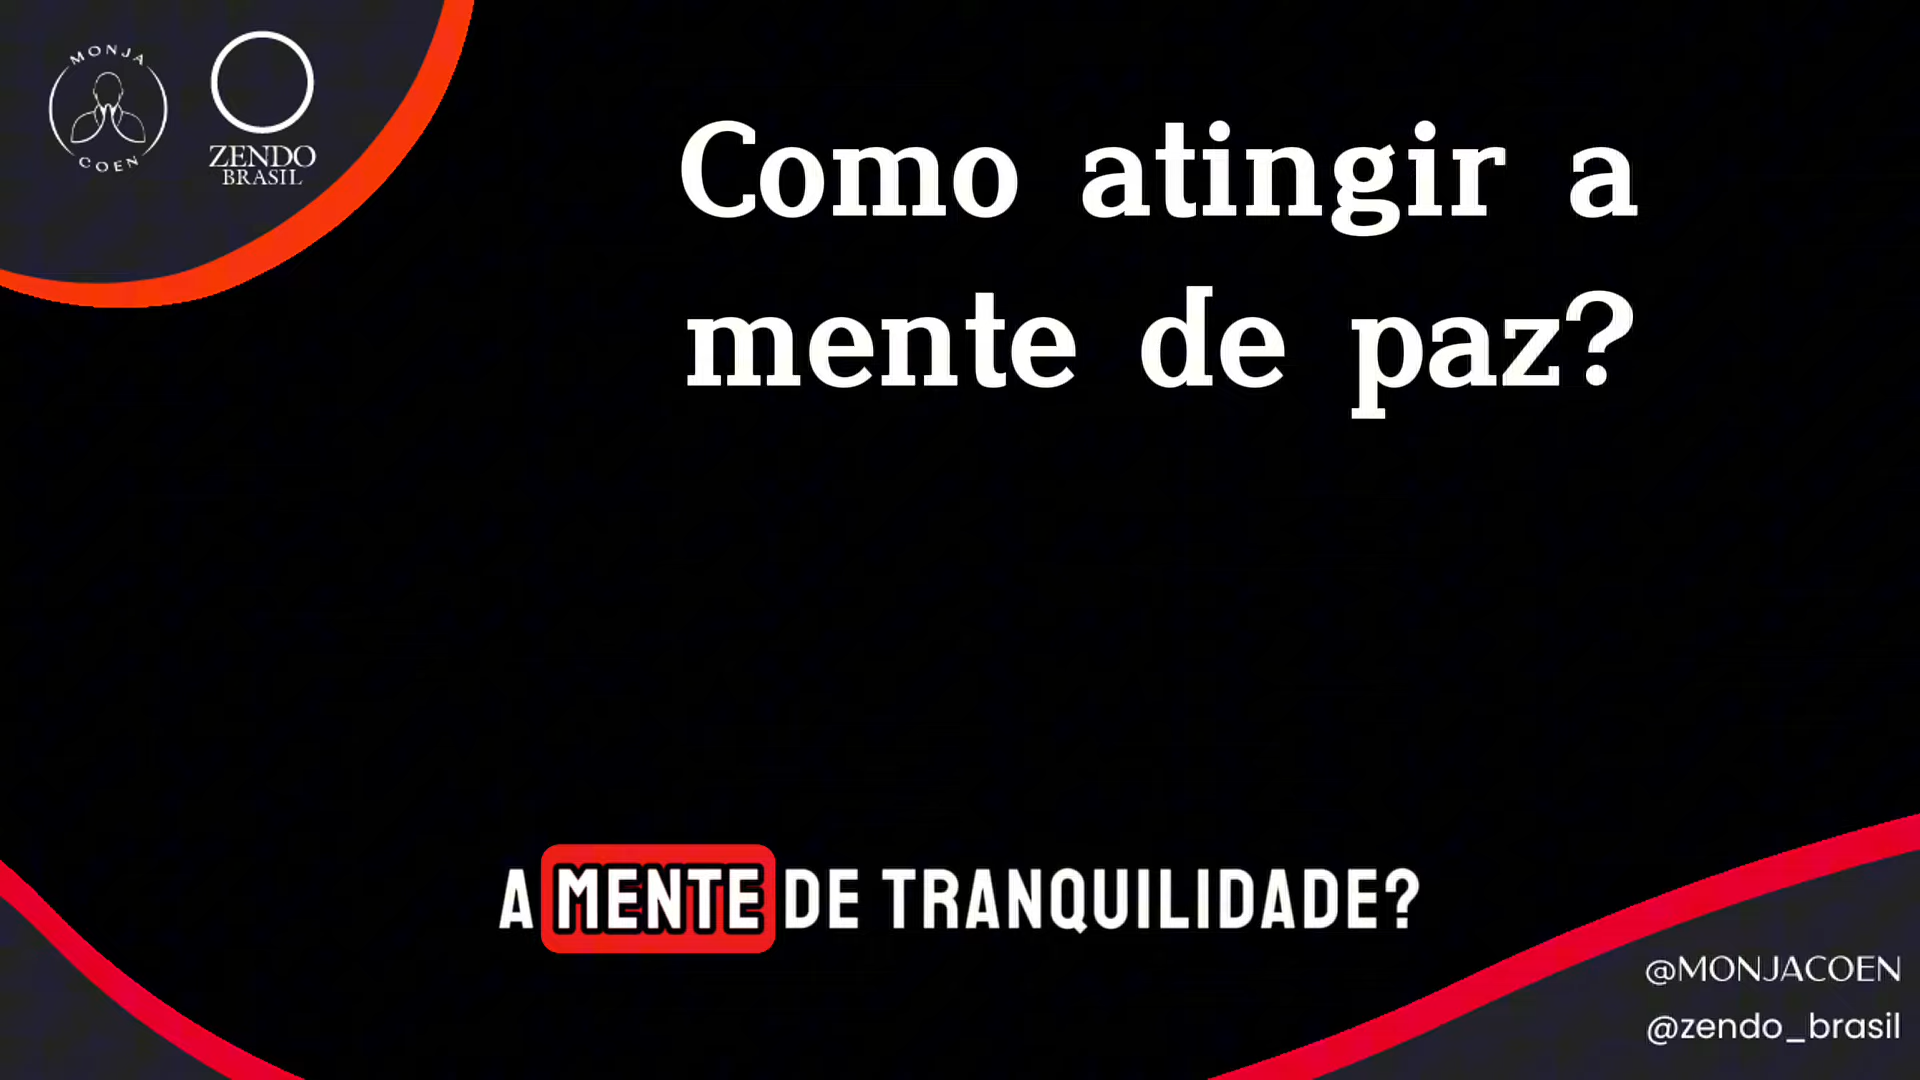 MONJA
COEN
ZENDO
BRASIL
Como atingir a
mente de paz?
A MENTE DE TRANQUILIDADE?
@MONJACOEN
@zendo_brasil